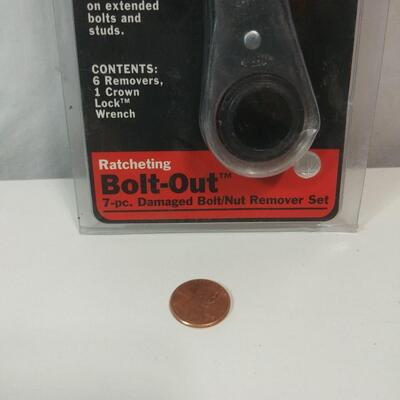 on extended
bolts and
studs.
CONTENTS:
6 Removers,
1 Crown
Lock™
Wrench
Ratcheting
Bolt-Out™
7-pc. Damaged Bolt/Nut Remover Set